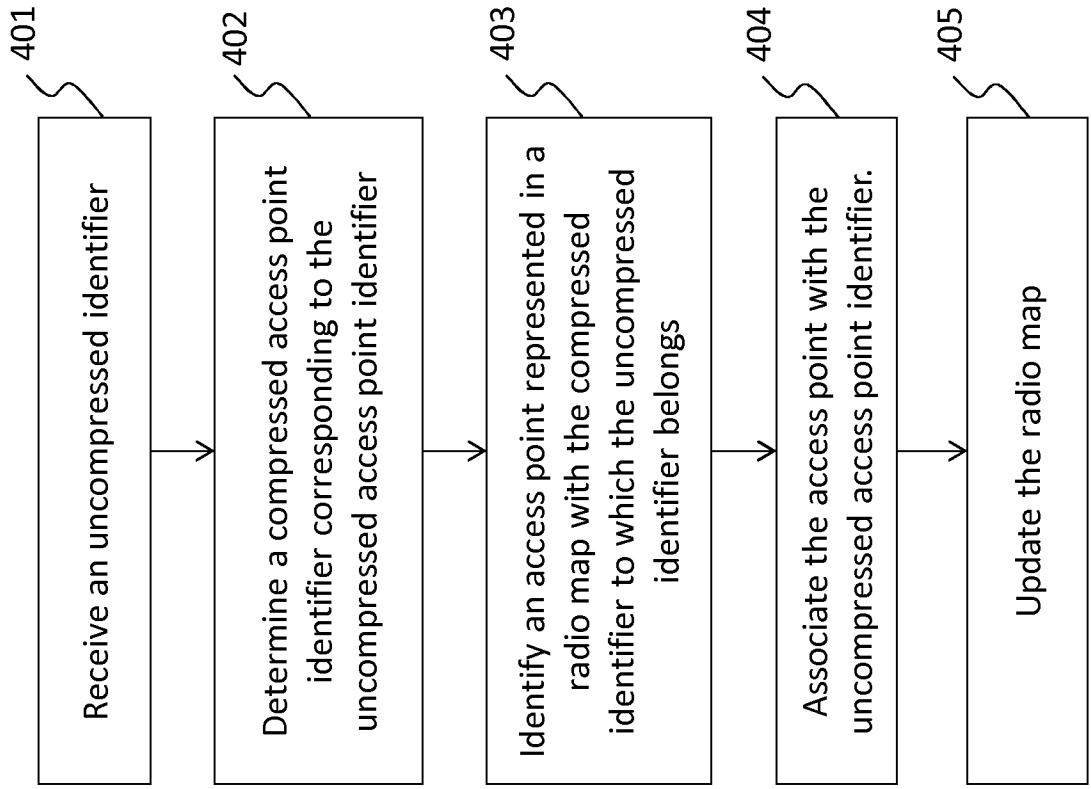 401
Receive an uncompressed identifier
402
Determine a compressed access point
identifier corresponding to the
uncompressed access point identifier
403
Identify an access point represented in a
radio map with the compressed
identifier to which the uncompressed
identifier belongs
404
Associate the access point with the
uncompressed access point identifier.
405
Update the radio map